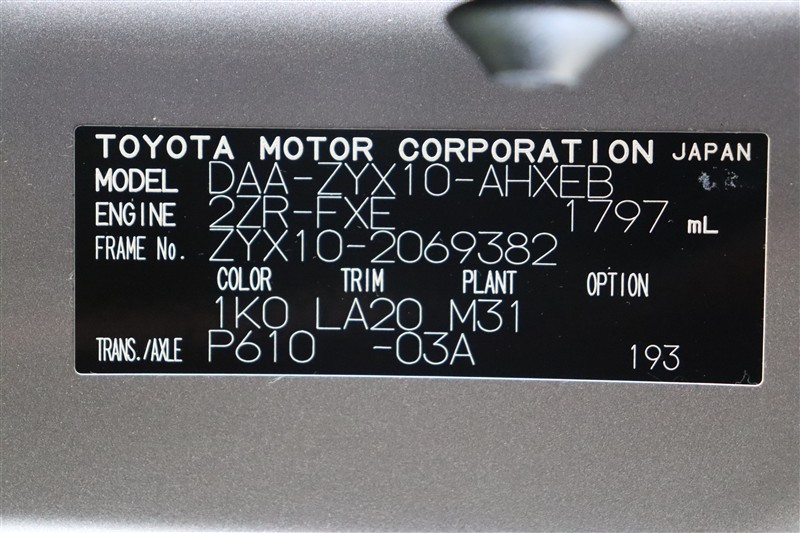 TOYOTA MOTOR CORPORATION JAPAN
MODEL DAA-ZYX10-AHXEB
ENGINE 2ZR-FXE 1797 mL
FRAME No. ZYX10-2069382
COLOR TRIM PLANT OPTION
1K0 LA20 M31
TRANS./AXLE P610 -03A 193